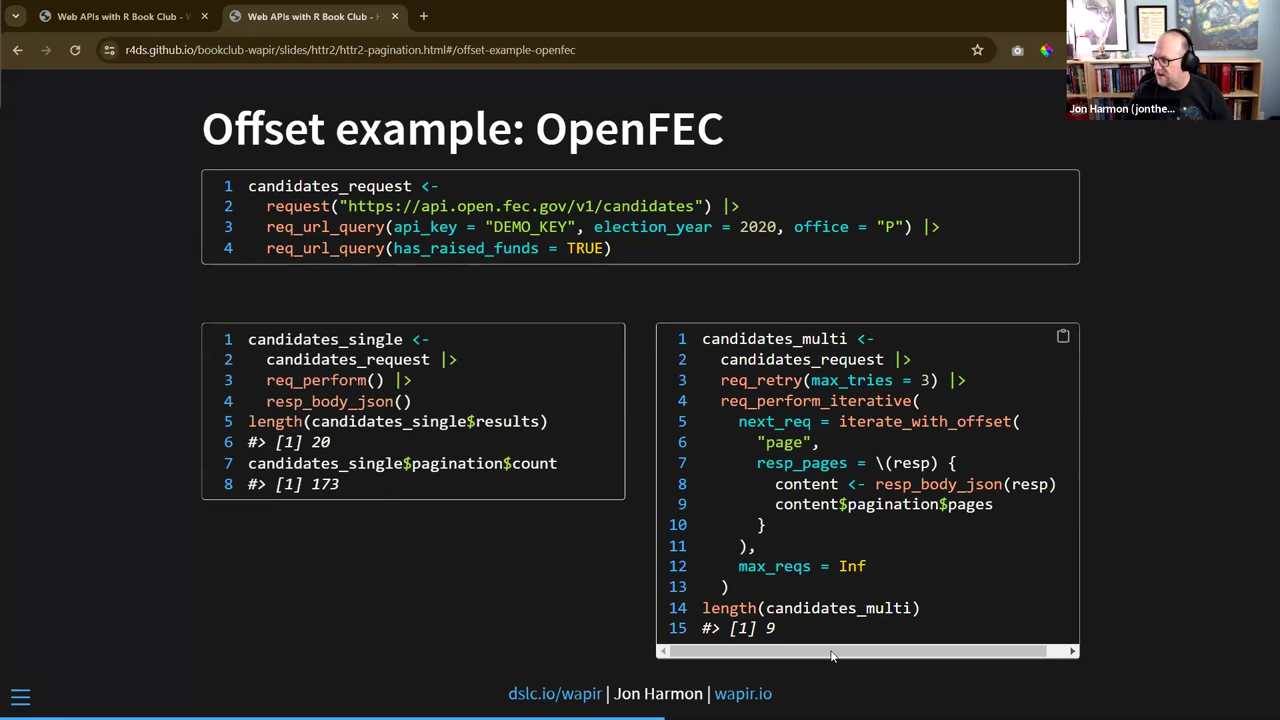 Web APIs with R Book Club - W
Web APIs with R Book Club - H
r4ds.github.io/bookclub-wapir/slides/httr2/httr2-pagination.html#/offset-example-openfec
Jon Harmon (jonthe...
Offset example: OpenFEC
1 candidates_request <-
2 request("https://api.open.fec.gov/v1/candidates") |>
3 req_url_query(api_key = "DEMO_KEY", election_year = 2020, office = "P") |>
4 req_url_query(has_raised_funds = TRUE)
1 candidates_single <-
2 candidates_request |>
3 req_perform() |>
4 resp_body_json()
5 length(candidates_single$results)
6 #> [1] 20
7 candidates_single$pagination$count
8 #> [1] 173
1 candidates_multi <-
2 candidates_request |>
3 req_retry(max_tries = 3) |>
4 req_perform_iterative(
5 next_req = iterate_with_offset(
6 "page",
7 resp_pages = \(resp) {
8 content <- resp_body_json(resp)
9 content$pagination$pages
10 }
11 ),
12 max_reqs = Inf
13 )
14 length(candidates_multi)
15 #> [1] 9
dslc.io/wapir | Jon Harmon | wapir.io